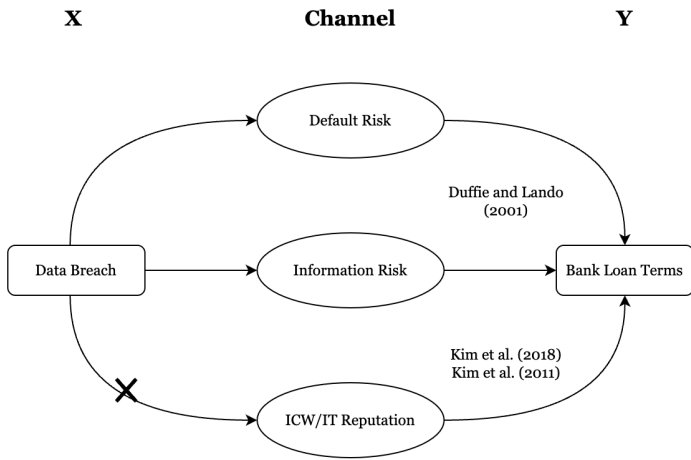 X
Channel
Y
Default Risk
Duffie and Lando
(2001)
Data Breach
Information Risk
Bank Loan Terms
Kim et al. (2018)
Kim et al. (2011)
ICW/IT Reputation